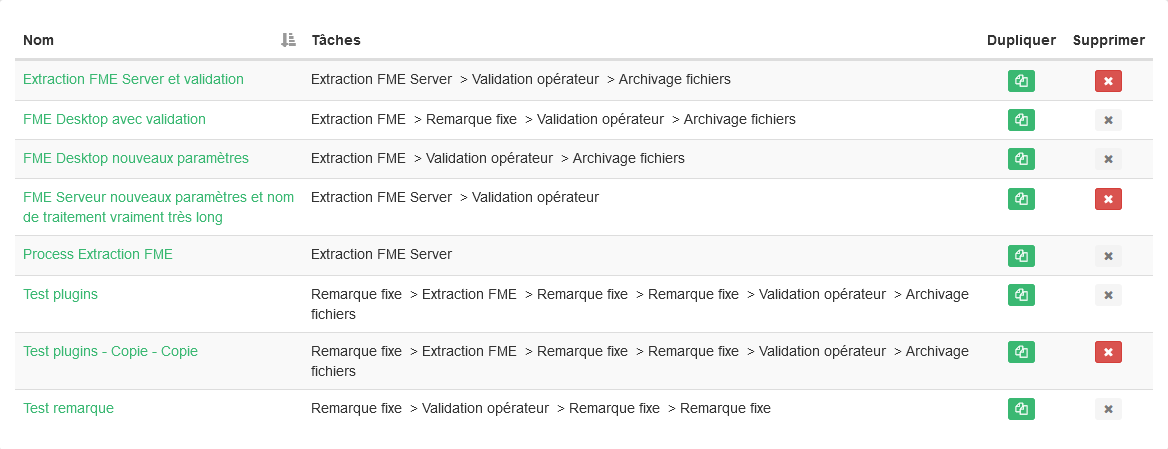 Nom Tâches Dupliquer Supprimer
Extraction FME Server et validation Extraction FME Server > Validation opérateur > Archivage fichiers
FME Desktop avec validation Extraction FME > Remarque fixe > Validation opérateur > Archivage fichiers
FME Desktop nouveaux paramètres Extraction FME > Validation opérateur > Archivage fichiers
FME Serveur nouveaux paramètres et nom Extraction FME Server > Validation opérateur
de traitement vraiment très long
Process Extraction FME Extraction FME Server
Test plugins Remarque fixe > Extraction FME > Remarque fixe > Remarque fixe > Validation opérateur > Archivage
fichiers
Test plugins - Copie - Copie Remarque fixe > Extraction FME > Remarque fixe > Remarque fixe > Validation opérateur > Archivage
fichiers
Test remarque Remarque fixe > Validation opérateur > Remarque fixe > Remarque fixe